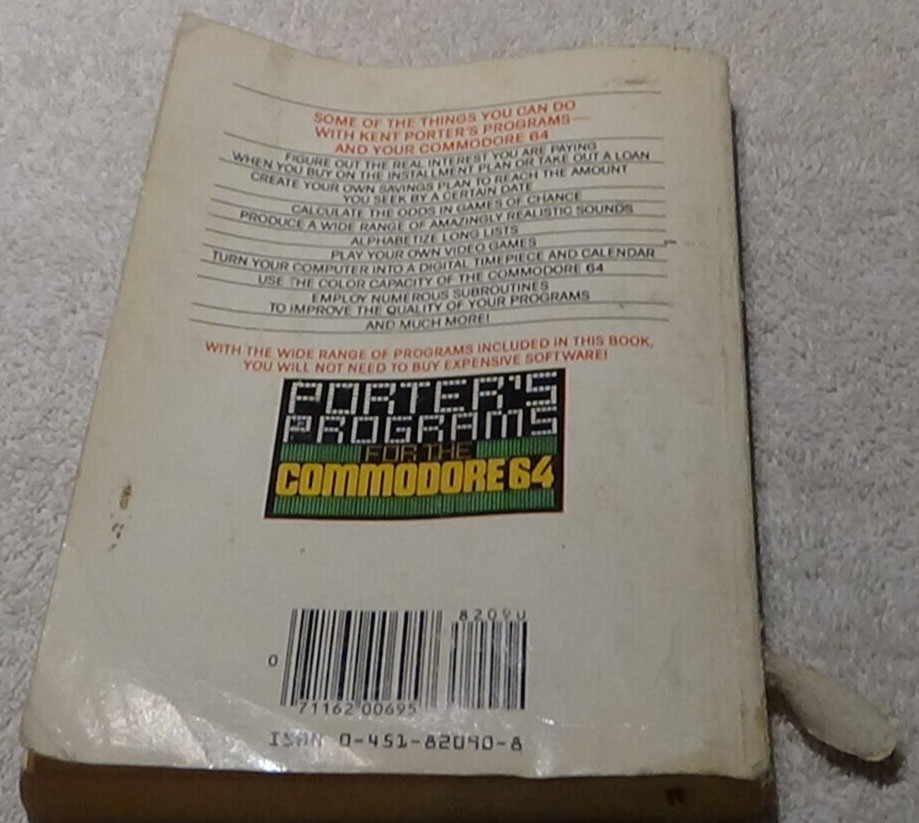 SOME OF THE THINGS YOU CAN DO
WITH KENT PORTER'S PROGRAMS—
AND YOUR COMMODORE 64
FIGURE OUT THE REAL INTEREST YOU ARE PAYING
WHEN YOU BUY ON THE INSTALLMENT PLAN OR TAKE OUT A LOAN
CREATE YOUR OWN SAVINGS PLAN TO REACH THE AMOUNT
YOU SEEK BY A CERTAIN DATE
CALCULATE THE ODDS IN GAMES OF CHANCE
PRODUCE A WIDE RANGE OF AMAZINGLY REALISTIC SOUNDS
ALPHABETIZE LONG LISTS
PLAY YOUR OWN VIDEO GAMES
TURN YOUR COMPUTER INTO A DIGITAL TIMEPIECE AND CALENDAR
USE THE COLOR CAPACITY OF THE COMMODORE 64
EMPLOY NUMEROUS SUBROUTINES
TO IMPROVE THE QUALITY OF YOUR PROGRAMS
AND MUCH MORE!
WITH THE WIDE RANGE OF PROGRAMS INCLUDED IN THIS BOOK,
YOU WILL NOT NEED TO BUY EXPENSIVE SOFTWARE!
PORTER'S
PROGRAMS
FOR THE
COMMODORE 64
82090
0
71162 00695
ISBN 0-451-82090-8